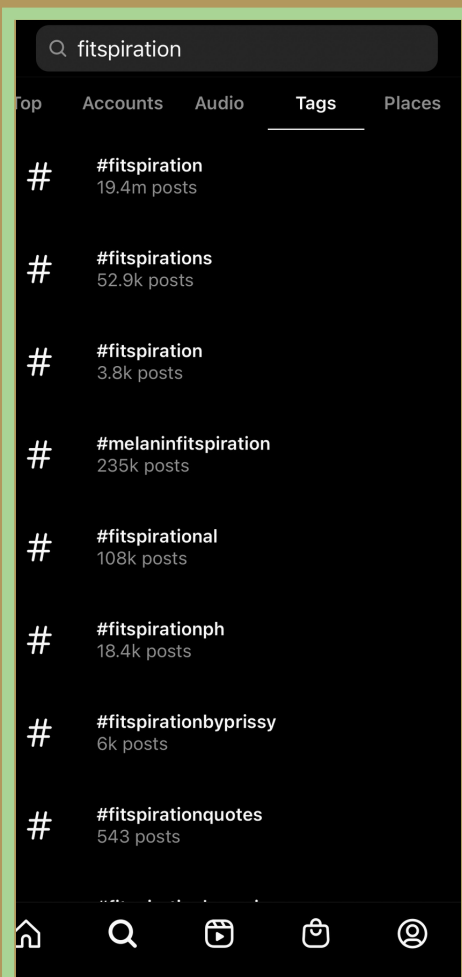 fitspiration
Top Accounts Audio Tags Places
#fitspiration
19.4m posts
#fitspirations
52.9k posts
#fitspiration
3.8k posts
#melaninfitspiration
235k posts
#fitspirational
108k posts
#fitspirationph
18.4k posts
#fitspirationbyprissy
6k posts
#fitspirationquotes
543 posts